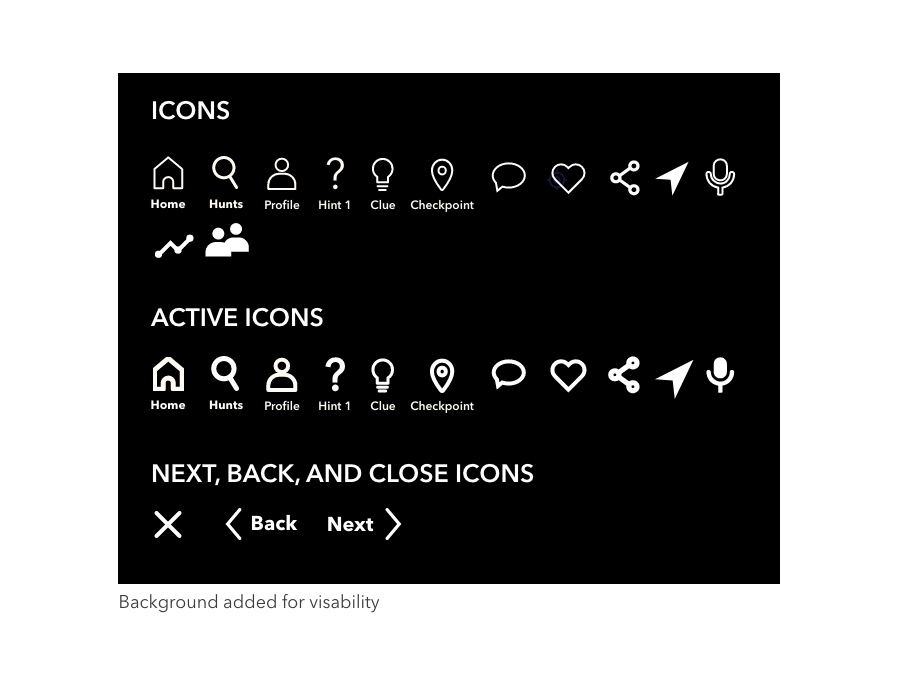 ICONS
Home Hunts Profile Hint 1 Clue Checkpoint
ACTIVE ICONS
Home Hunts Profile Hint 1 Clue Checkpoint
NEXT, BACK, AND CLOSE ICONS
Back Next
Background added for visability